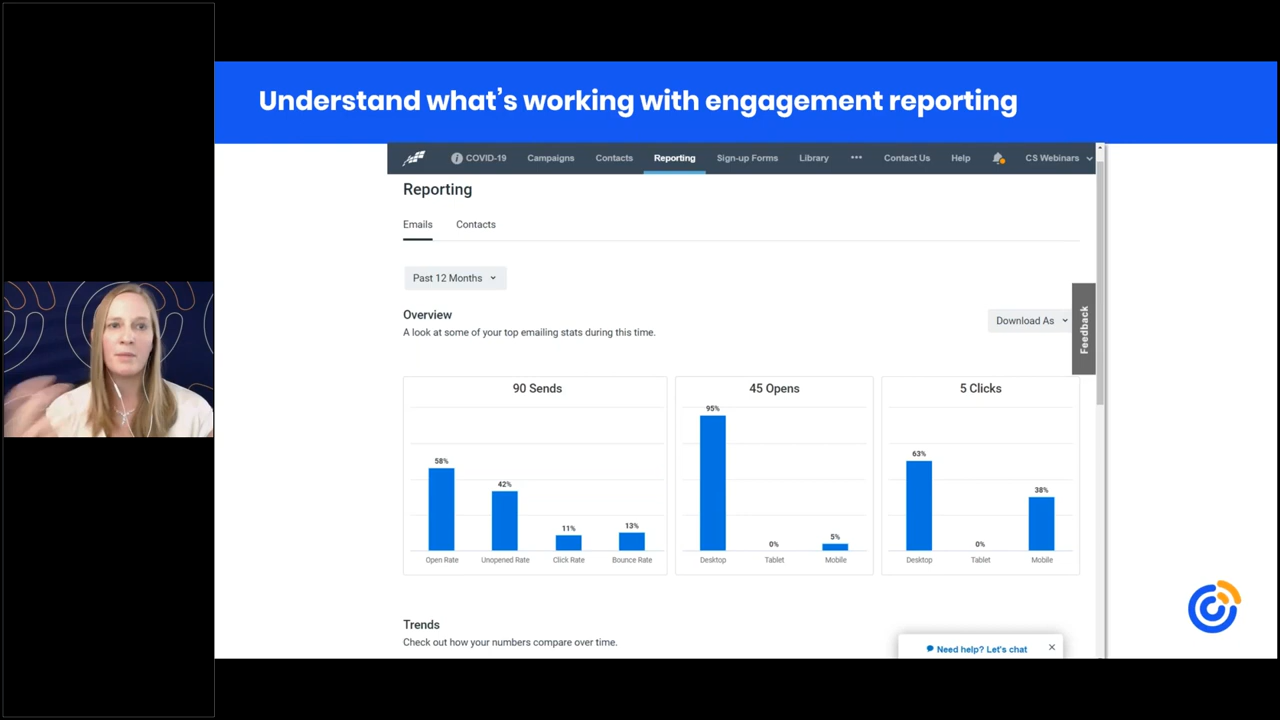 Understand what's working with engagement reporting
COVID-19 Campaigns Contacts Reporting Sign-up Forms Library ••• Contact Us Help CS Webinars
Reporting
Emails Contacts
Past 12 Months
Overview
A look at some of your top emailing stats during this time.
Download As
Feedback
90 Sends
58%
42%
11%
13%
Open Rate Unopened Rate Click Rate Bounce Rate
45 Opens
95%
0%
5%
Desktop Tablet Mobile
5 Clicks
63%
0%
38%
Desktop Tablet Mobile
Trends
Check out how your numbers compare over time.
Need help? Let's chat